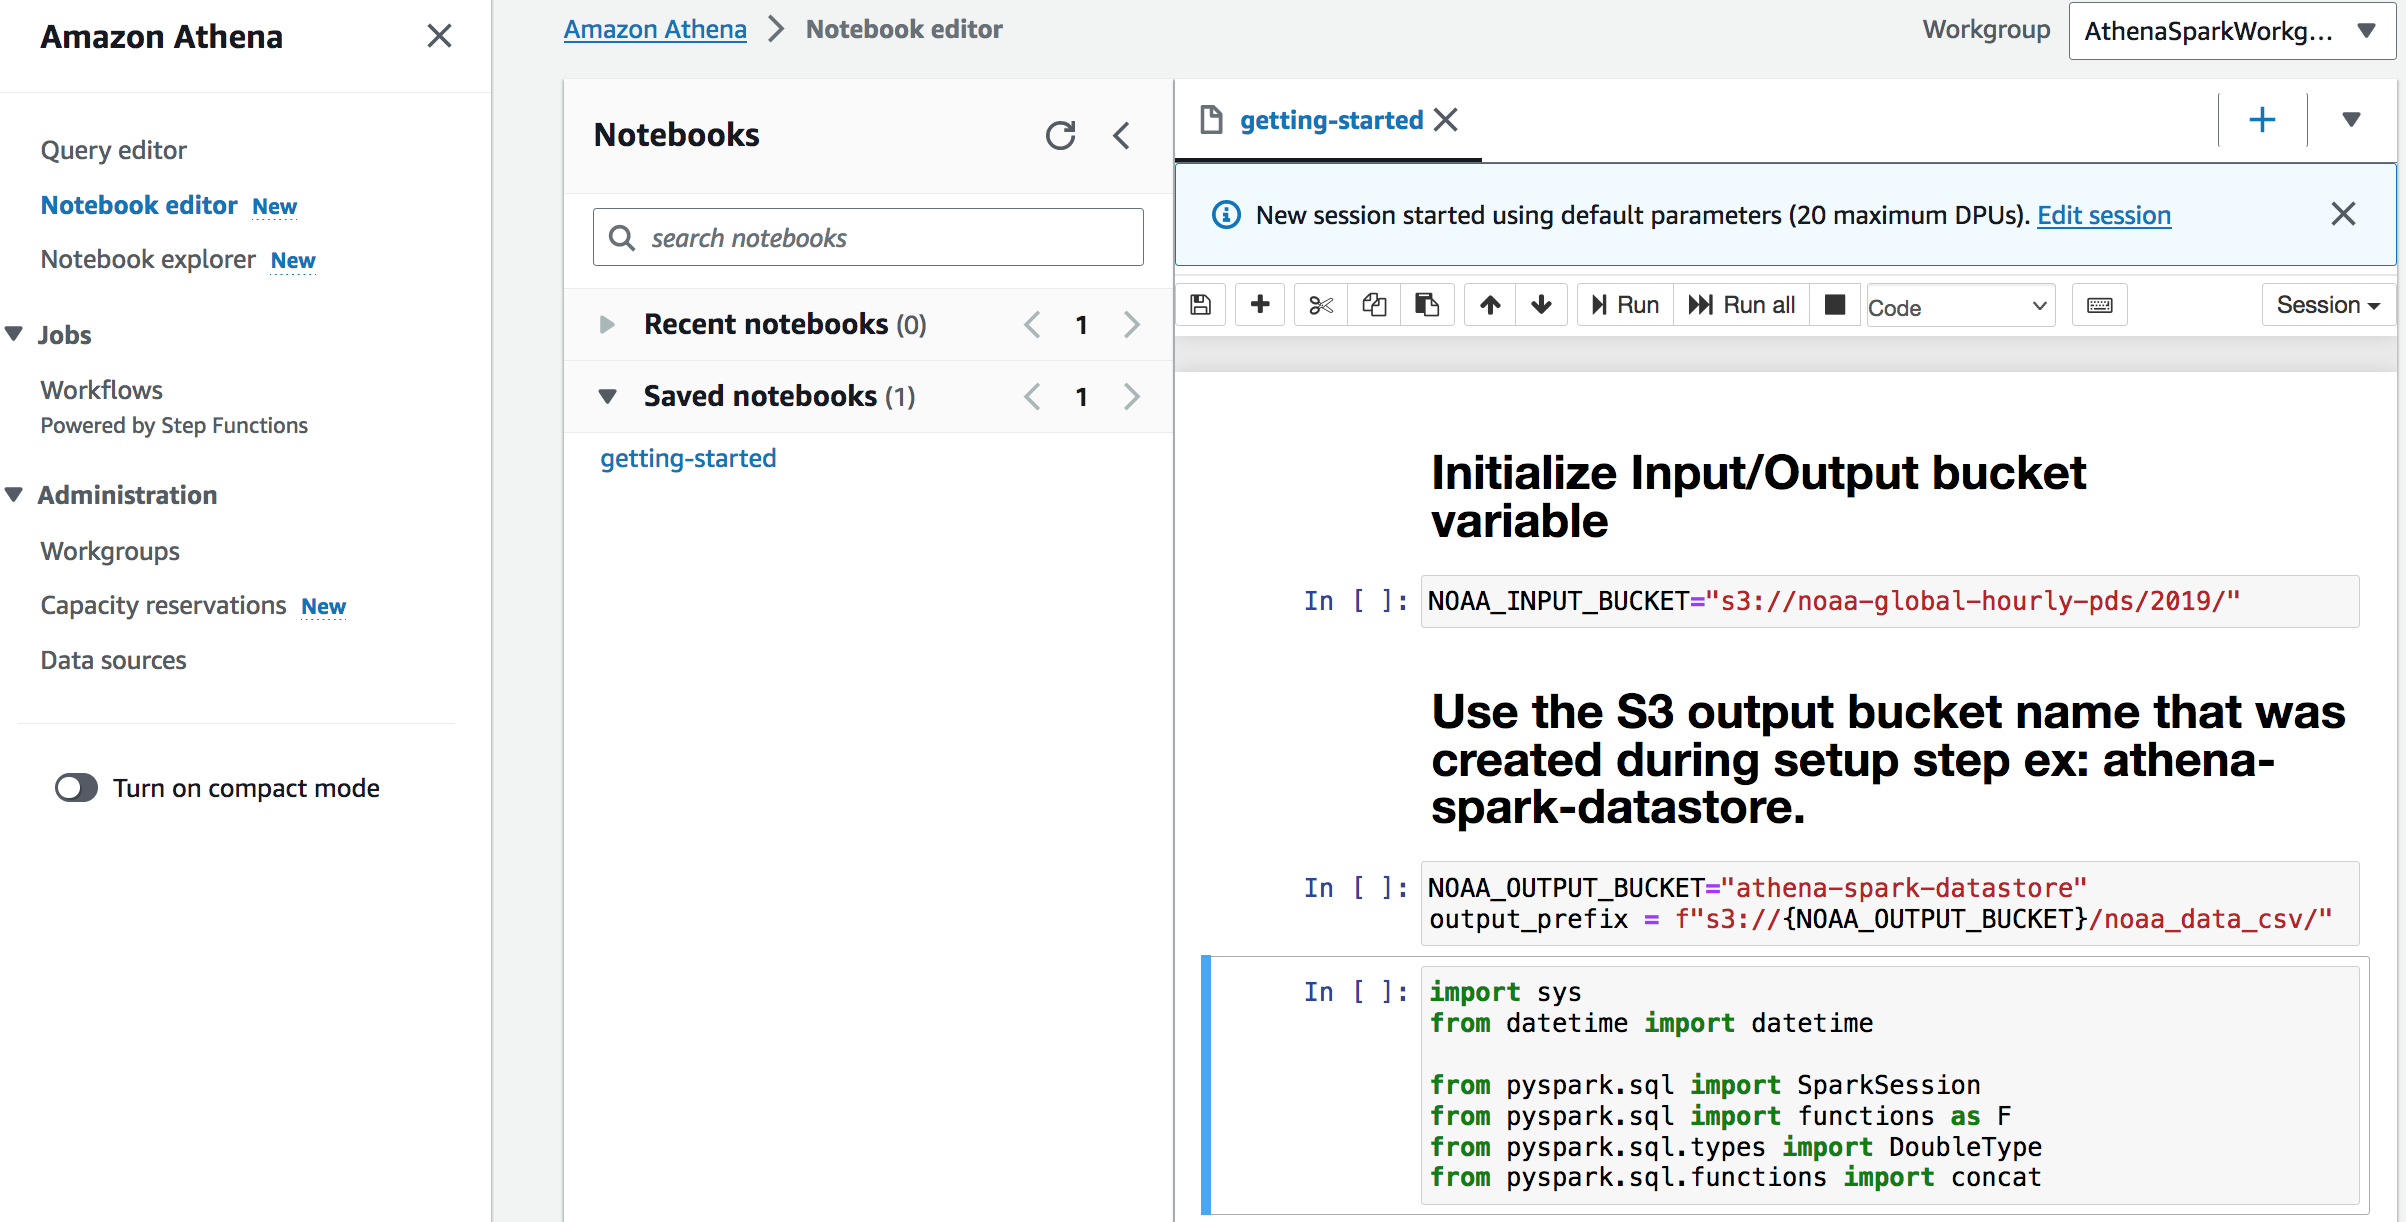 Amazon Athena
Query editor
Notebook editor New
Notebook explorer New
Jobs
Workflows
Powered by Step Functions
Administration
Workgroups
Capacity reservations New
Data sources
Turn on compact mode
Amazon Athena > Notebook editor
Workgroup AthenaSparkWorkg...
Notebooks
search notebooks
Recent notebooks (0) 1
Saved notebooks (1) 1
getting-started
getting-started
New session started using default parameters (20 maximum DPUs). Edit session
Run Run all Code Session
Initialize Input/Output bucket
variable
In [ ]: NOAA_INPUT_BUCKET="s3://noaa-global-hourly-pds/2019/"
Use the S3 output bucket name that was
created during setup step ex: athena-
spark-datastore.
In [ ]: NOAA_OUTPUT_BUCKET="athena-spark-datastore"
output_prefix = f"s3://{NOAA_OUTPUT_BUCKET}/noaa_data_csv/"
In [ ]: import sys
from datetime import datetime
from pyspark.sql import SparkSession
from pyspark.sql import functions as F
from pyspark.sql.types import DoubleType
from pyspark.sql.functions import concat